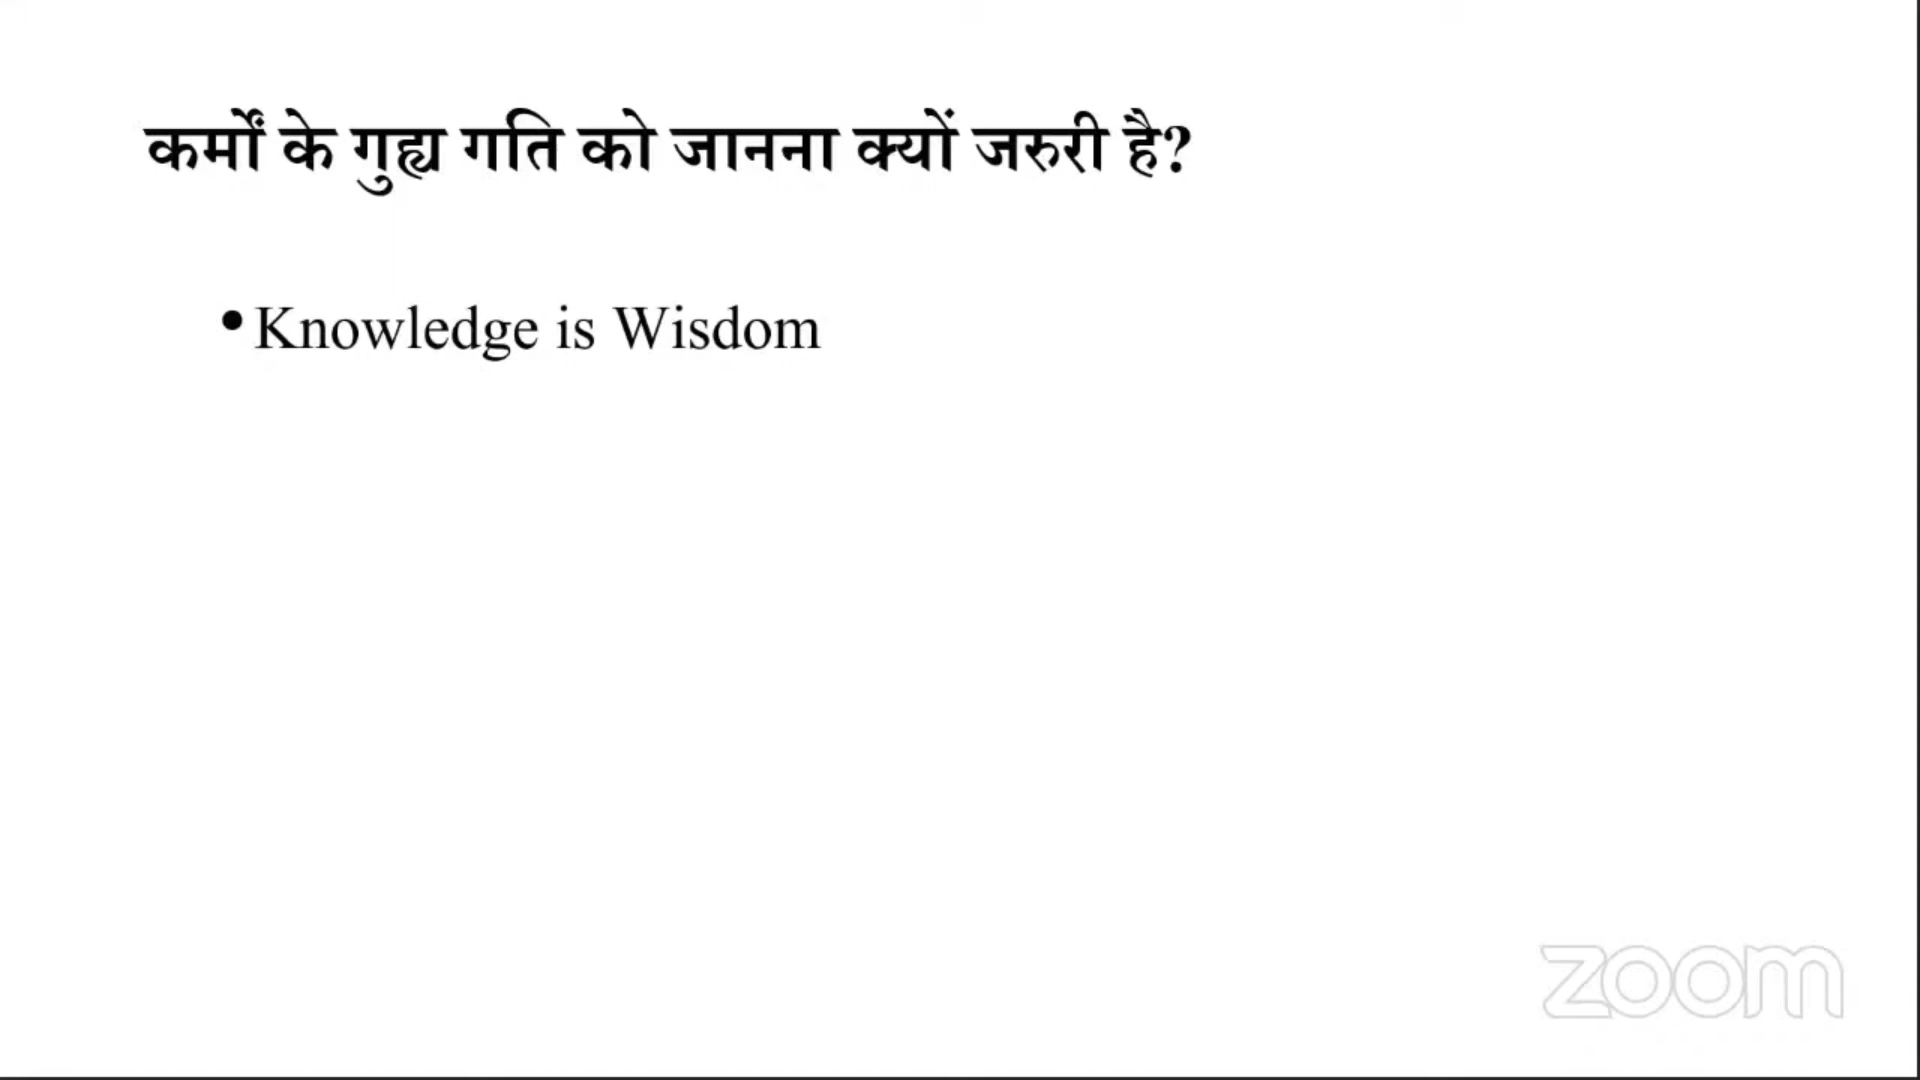 कर्मों के गुह्य गति को जानना क्यों जरुरी है?
•Knowledge is Wisdom
zoom